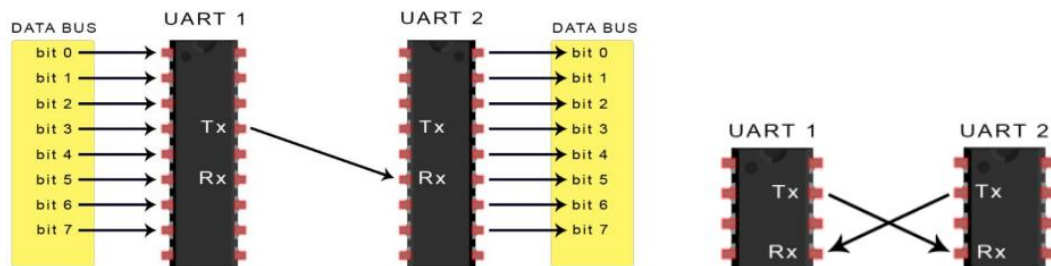 DATA BUS
UART 1
UART 2
DATA BUS
bit 0
bit 1
bit 2
bit 3
bit 4
bit 5
bit 6
bit 7
Tx
Rx
Tx
Rx
bit 0
bit 1
bit 2
bit 3
bit 4
bit 5
bit 6
bit 7
UART 1
UART 2
Tx
Tx
Rx
Rx